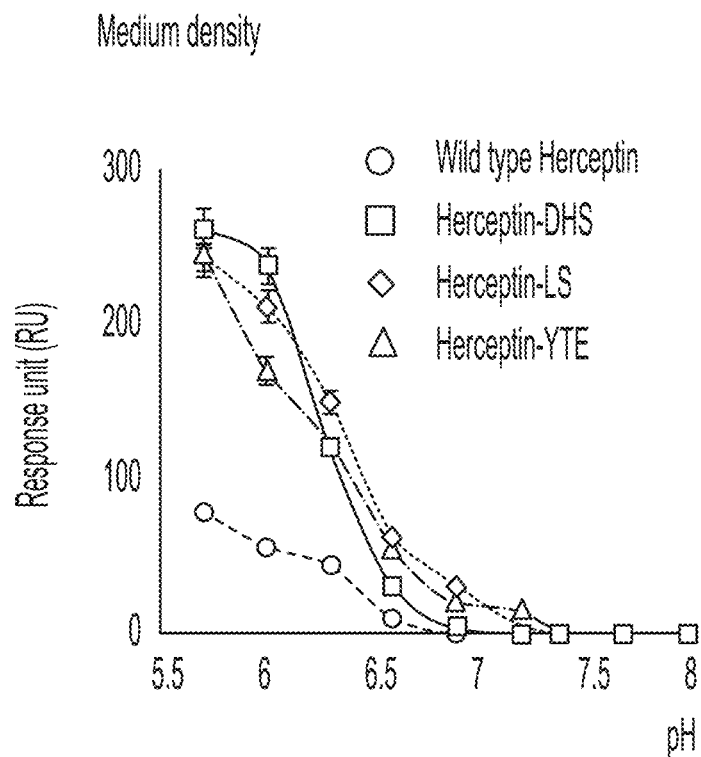 Medium density
300
200
100
0
Response unit (RU)
Wild type Herceptin
Herceptin-DHS
Herceptin-LS
Herceptin-YTE
5.5 6 6.5 7 7.5 8
pH